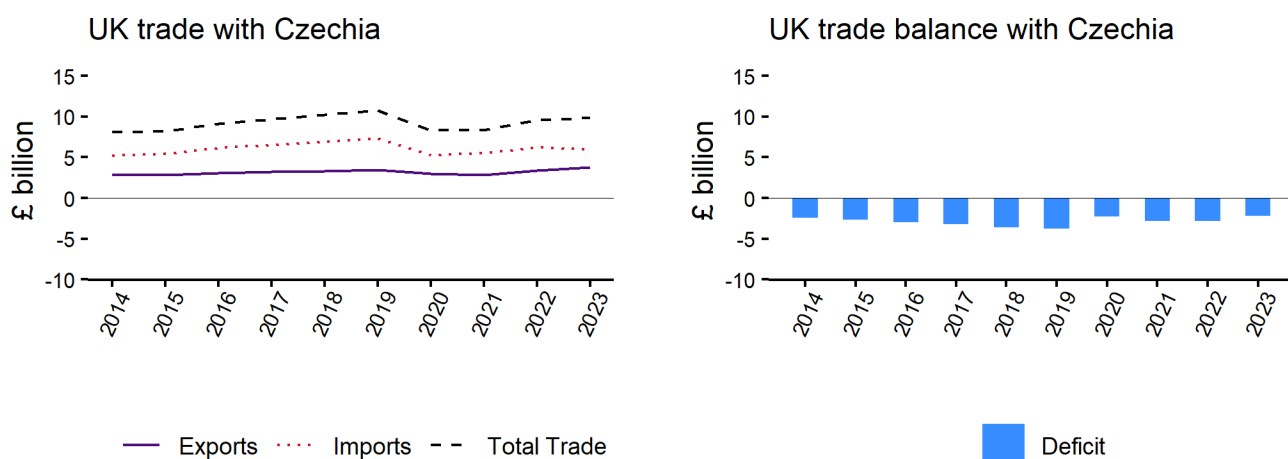 UK trade with Czechia
£ billion
15
10
5
0
-5
-10
2014 2015 2016 2017 2018 2019 2020 2021 2022 2023
Exports Imports Total Trade
UK trade balance with Czechia
£ billion
15
10
5
0
-5
-10
2014 2015 2016 2017 2018 2019 2020 2021 2022 2023
Deficit